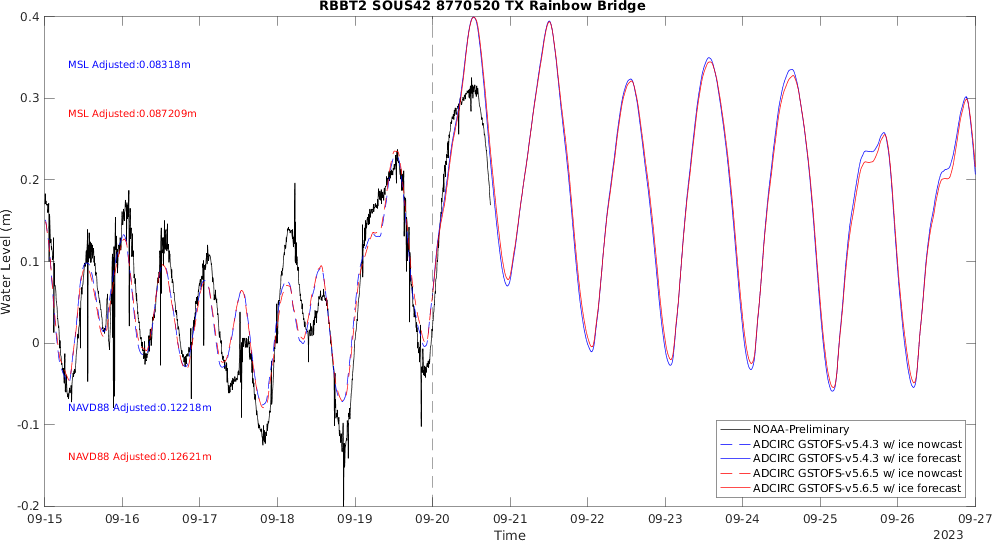 RBBT2 SOUS42 8770520 TX Rainbow Bridge
0.4
MSL Adjusted:0.08318m
0.3
MSL Adjusted:0.087209m
0.2
Water Level (m)
0.1
0
NAVD88 Adjusted:0.12218m
-0.1
NOAA-Preliminary
ADCIRC GSTOFS-v5.4.3 w/ ice nowcast
NAVD88 Adjusted:0.12621m
ADCIRC GSTOFS-v5.4.3 w/ ice forecast
ADCIRC GSTOFS-v5.6.5 w/ ice nowcast
ADCIRC GSTOFS-v5.6.5 w/ ice forecast
-0.2
09-15 09-16 09-17 09-18 09-19 09-20 09-21 09-22 09-23 09-24 09-25 09-26 09-27
Time
2023